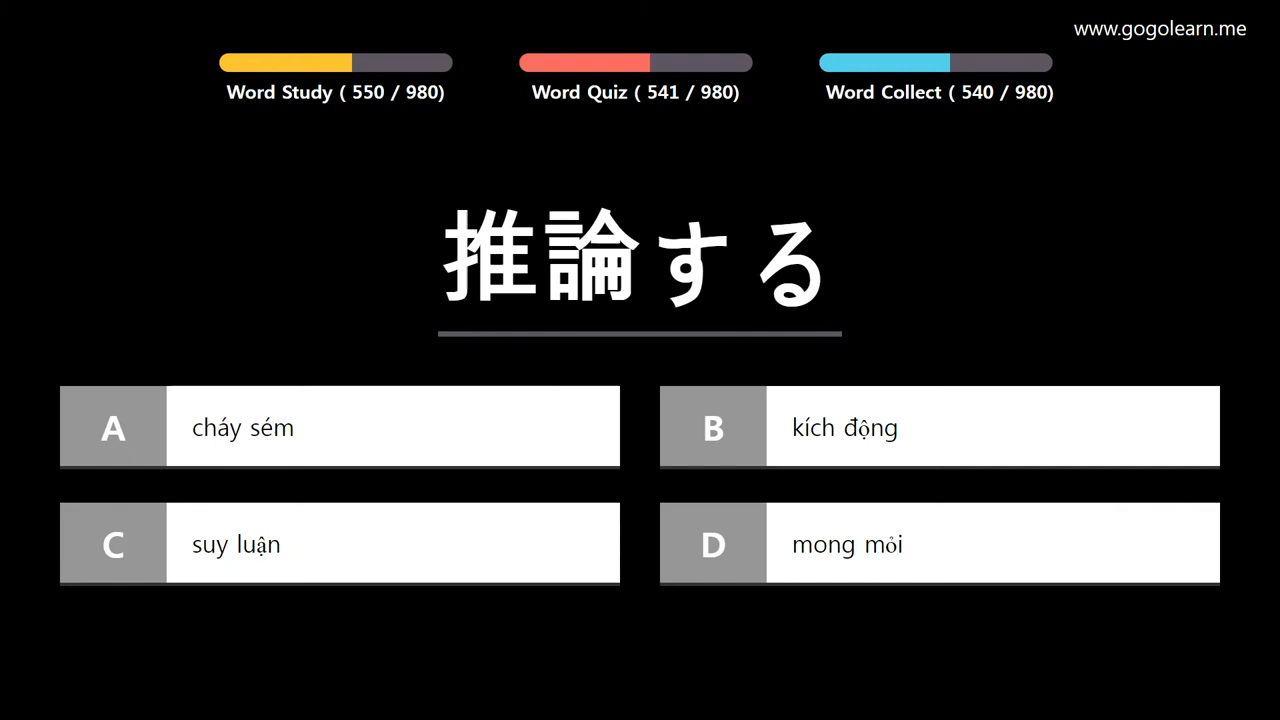 www.gogolearn.me
Word Study ( 550 / 980)
Word Quiz ( 541 / 980)
Word Collect ( 540 / 980)
推論する
A cháy sém
B kích động
C suy luận
D mong mỏi